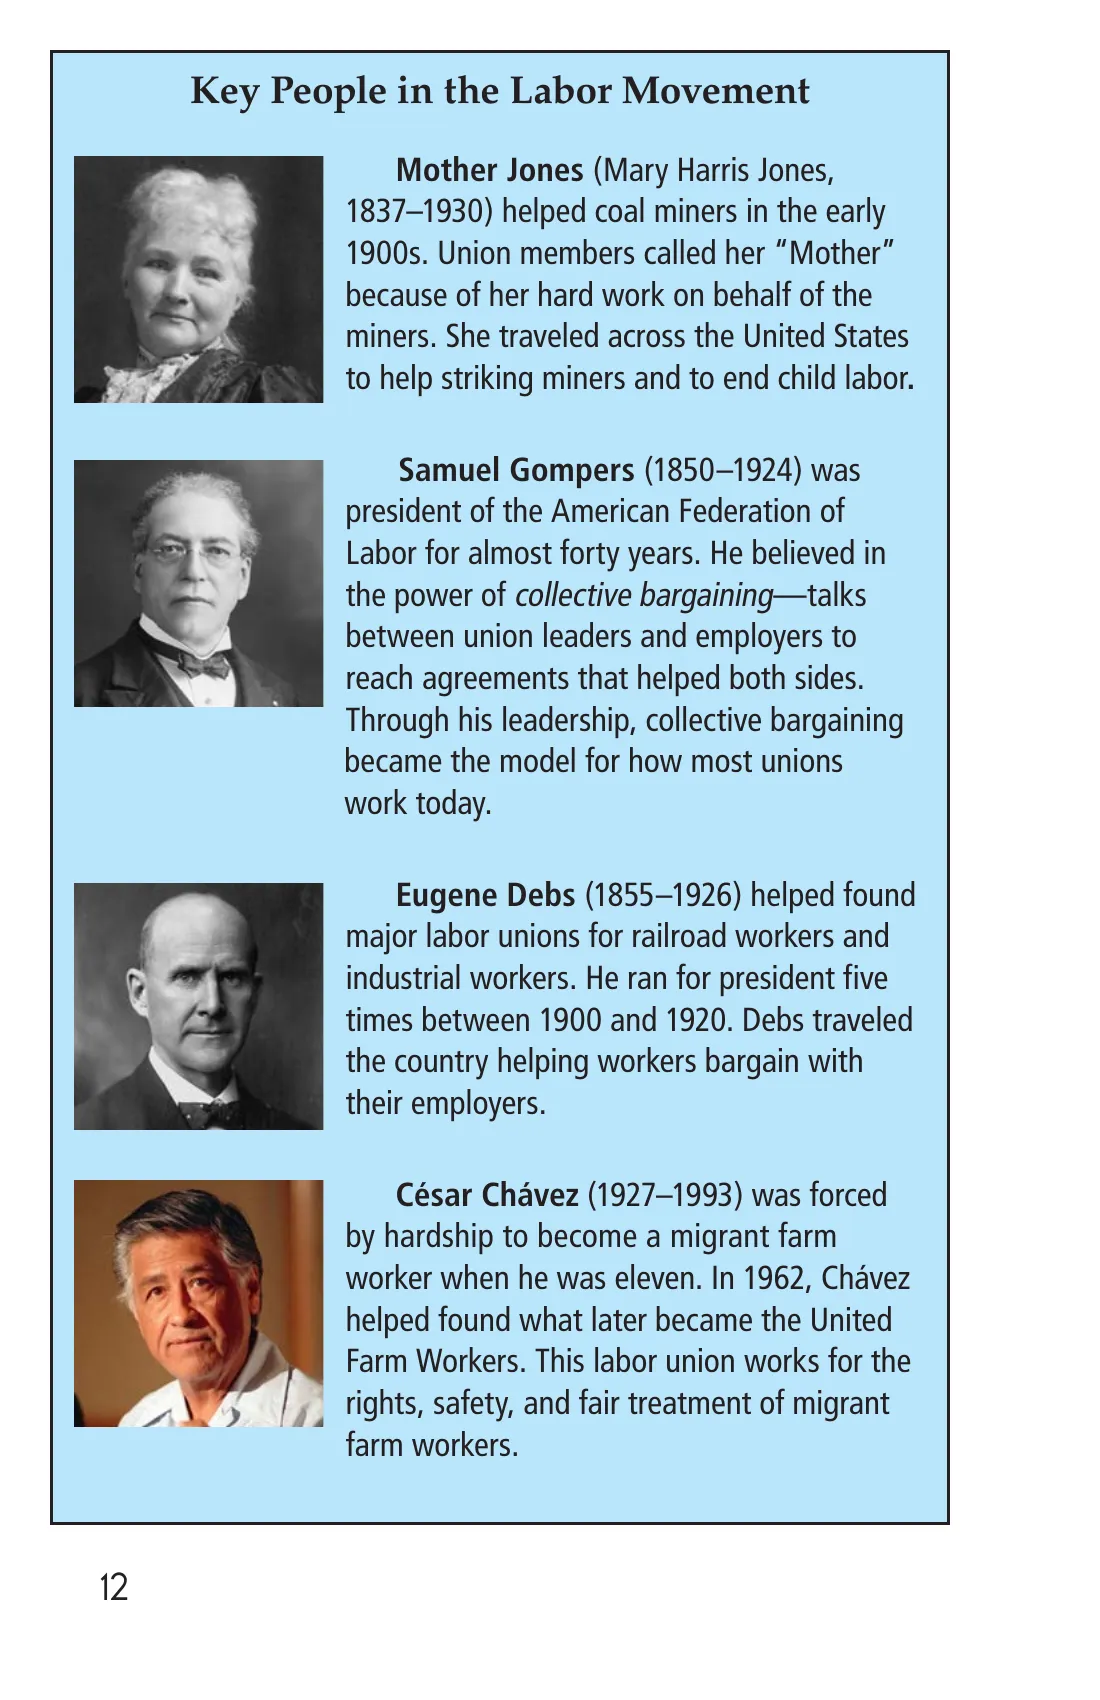 Key People in the Labor Movement
Mother Jones (Mary Harris Jones,
1837–1930) helped coal miners in the early
1900s. Union members called her “Mother”
because of her hard work on behalf of the
miners. She traveled across the United States
to help striking miners and to end child labor.
Samuel Gompers (1850–1924) was
president of the American Federation of
Labor for almost forty years. He believed in
the power of collective bargaining—talks
between union leaders and employers to
reach agreements that helped both sides.
Through his leadership, collective bargaining
became the model for how most unions
work today.
Eugene Debs (1855–1926) helped found
major labor unions for railroad workers and
industrial workers. He ran for president five
times between 1900 and 1920. Debs traveled
the country helping workers bargain with
their employers.
César Chávez (1927–1993) was forced
by hardship to become a migrant farm
worker when he was eleven. In 1962, Chávez
helped found what later became the United
Farm Workers. This labor union works for the
rights, safety, and fair treatment of migrant
farm workers.
12